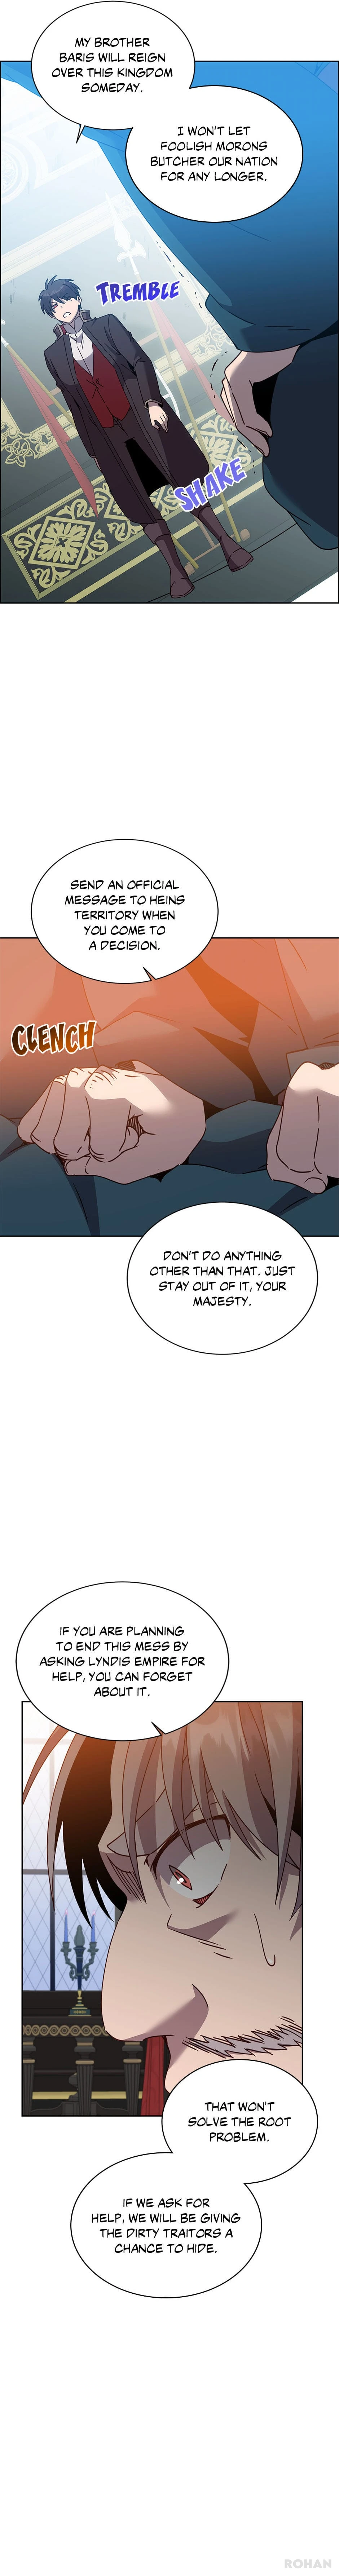 MY BROTHER
BARIS WILL REIGN
OVER THIS KINGDOM
SOMEDAY.
I WON'T LET
FOOLISH MORONS
BUTCHER OUR NATION
FOR ANY LONGER.
TREMBLE
SHAKE
SEND AN OFFICIAL
MESSAGE TO HEINS
TERRITORY WHEN
YOU COME TO
A DECISION.
CLENCH
DON'T DO ANYTHING
OTHER THAN THAT. JUST
STAY OUT OF IT, YOUR
MAJESTY.
IF YOU ARE PLANNING
TO END THIS MESS BY
ASKING LYNDIS EMPIRE FOR
HELP, YOU CAN FORGET
ABOUT IT.
THAT WON'T
SOLVE THE ROOT
PROBLEM.
IF WE ASK FOR
HELP, WE WILL BE GIVING
THE DIRTY TRAITORS A
CHANCE TO HIDE.
ROHAN